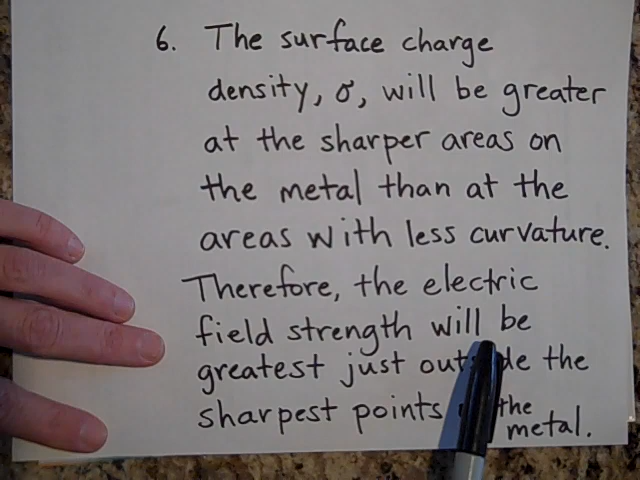 6. The surface charge
density, σ, will be greater
at the sharper areas on
the metal than at the
areas with less curvature.
Therefore, the electric
field strength will be
greatest just outside the
sharpest points the
metal.